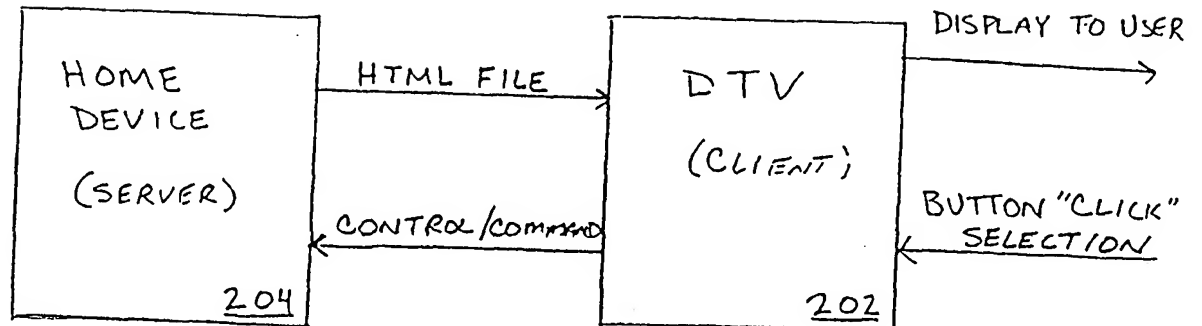 HOME
DEVICE
(SERVER)
204
HTML FILE
CONTROL/COMMAND
DTV
(CLIENT)
202
DISPLAY TO USER
BUTTON "CLICK"
SELECTION